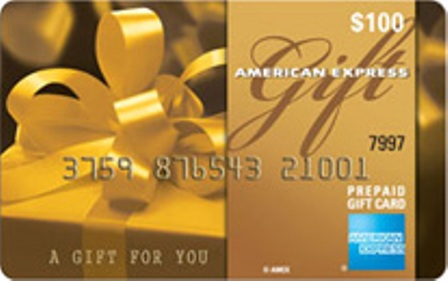 $100
Gift
AMERICAN EXPRESS
7997
3759 876543 21001
PREPAID
GIFT CARD
AMERICAN
EXPRESS
A GIFT FOR YOU
© AMEX
®